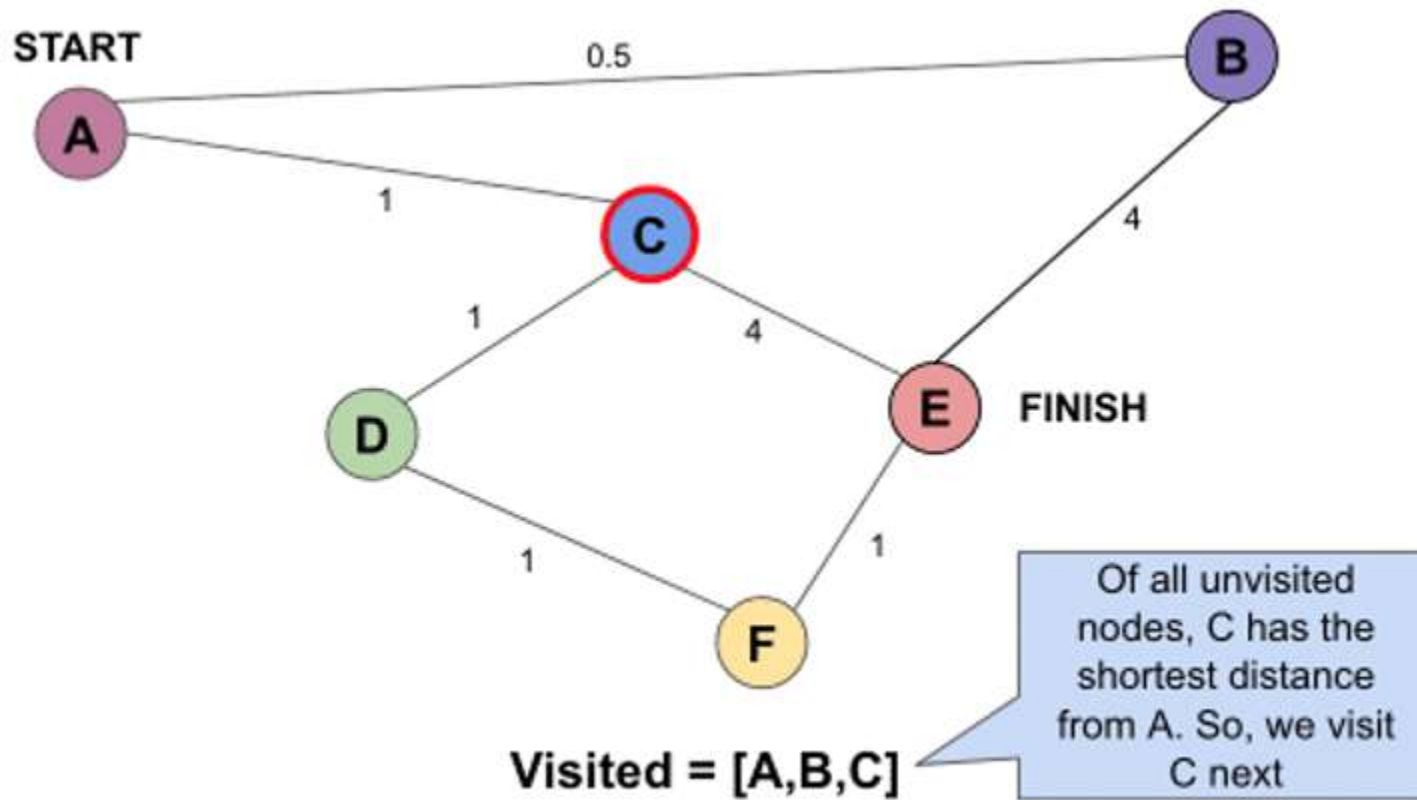 START
0.5
B
A
1
C
4
1
4
D
E
FINISH
1
1
F
Of all unvisited
nodes, C has the
shortest distance
from A. So, we visit
C next
Visited = [A,B,C]